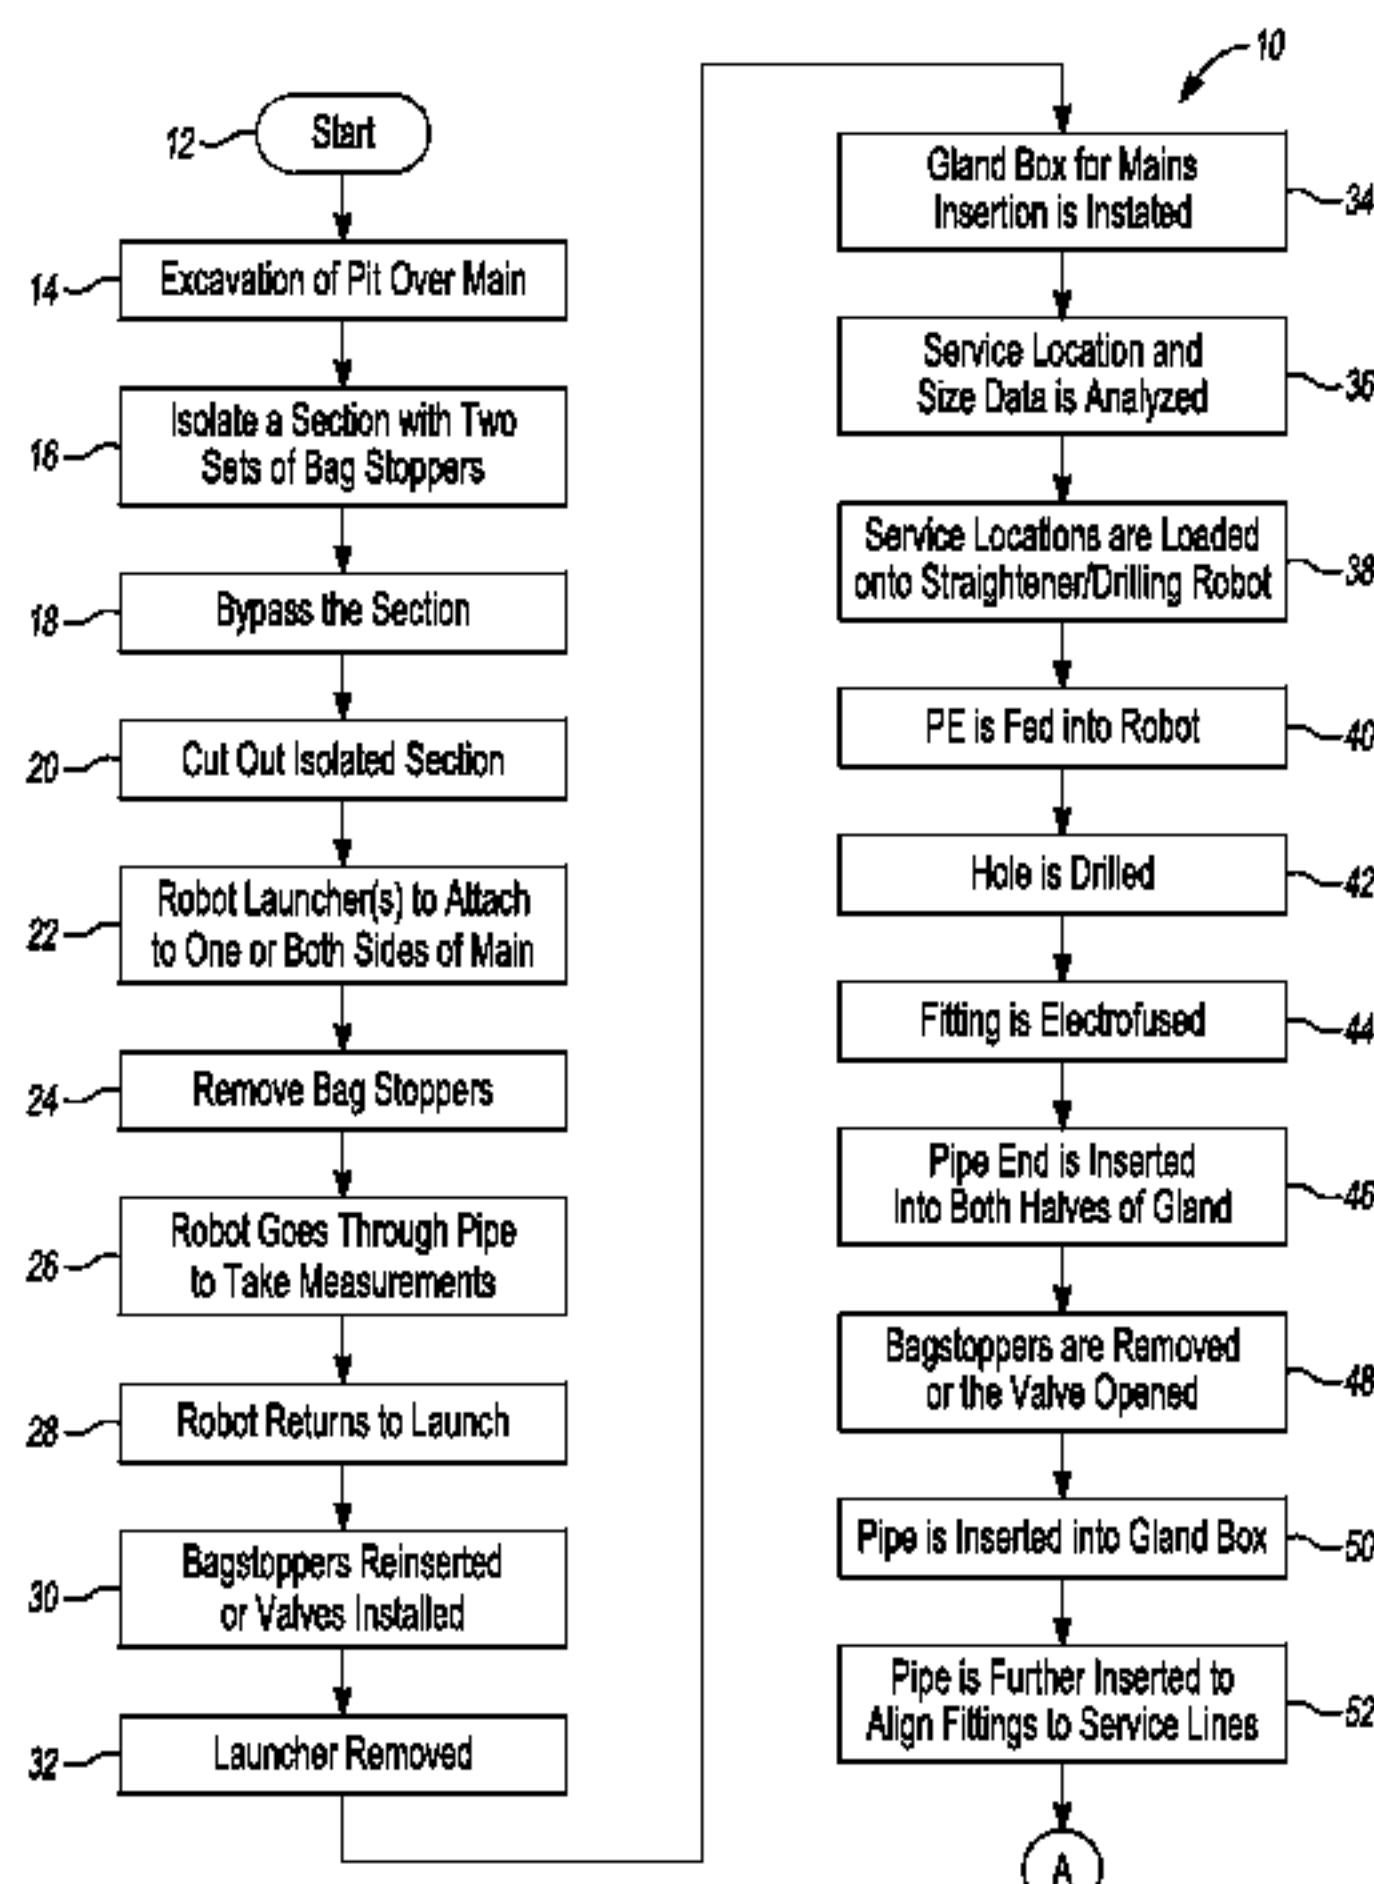 12
Start
14
Excavation of Pit Over Main
16
Isolate a Section with Two
Sets of Bag Stoppers
18
Bypass the Section
20
Cut Out Isolated Section
22
Robot Launcher(s) to Attach
to One or Both Sides of Main
24
Remove Bag Stoppers
26
Robot Goes Through Pipe
to Take Measurements
28
Robot Returns to Launch
30
Bagstoppers Reinserted
or Valves Installed
32
Launcher Removed
10
Gland Box for Mains
Insertion is Instated
34
Service Location and
Size Data is Analyzed
36
Service Locations are Loaded
onto Straightener/Drilling Robot
38
PE is Fed into Robot
40
Hole is Drilled
42
Fitting is Electrofused
44
Pipe End is Inserted
into Both Halves of Gland
46
Bagstoppers are Removed
or the Valve Opened
48
Pipe is Inserted into Gland Box
50
Pipe is Further Inserted to
Align Fittings to Service Lines
52
A